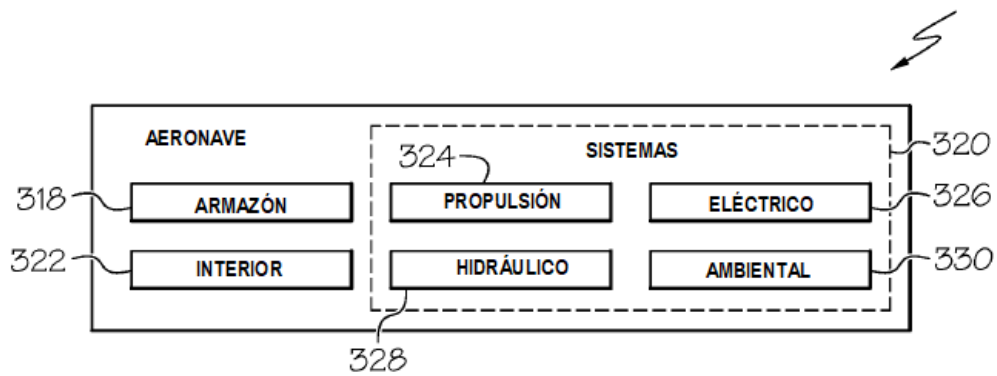 AERONAVE
SISTEMAS
320
324
318
ARMAZÓN
PROPULSIÓN
ELÉCTRICO
326
322
INTERIOR
HIDRÁULICO
AMBIENTAL
330
328